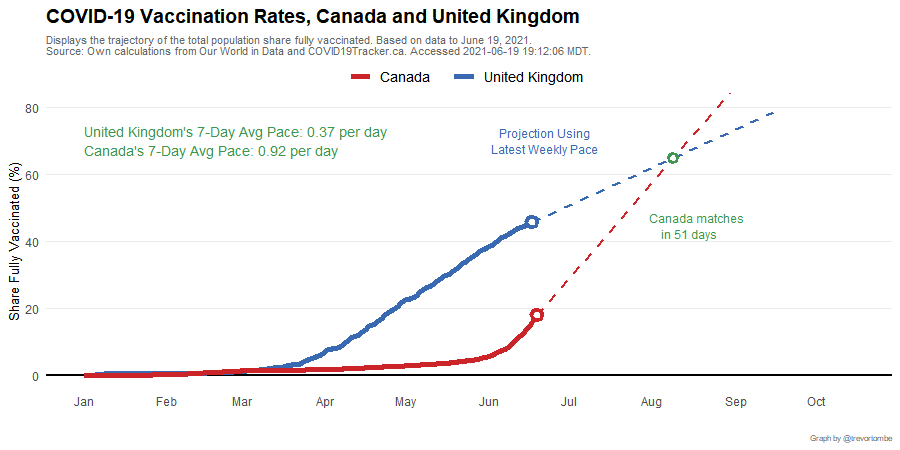 COVID-19 Vaccination Rates, Canada and United Kingdom
Displays the trajectory of the total population share fully vaccinated. Based on data to June 19, 2021.
Source: Own calculations from Our World in Data and COVID19Tracker.ca. Accessed 2021-06-19 19:12:06 MDT.
Canada United Kingdom
80
United Kingdom's 7-Day Avg Pace: 0.37 per day
Canada's 7-Day Avg Pace: 0.92 per day
Projection Using
Latest Weekly Pace
60
Canada matches
in 51 days
40
Share Fully Vaccinated (%)
20
0
Jan Feb Mar Apr May Jun Jul Aug Sep Oct
Graph by @trevortombe